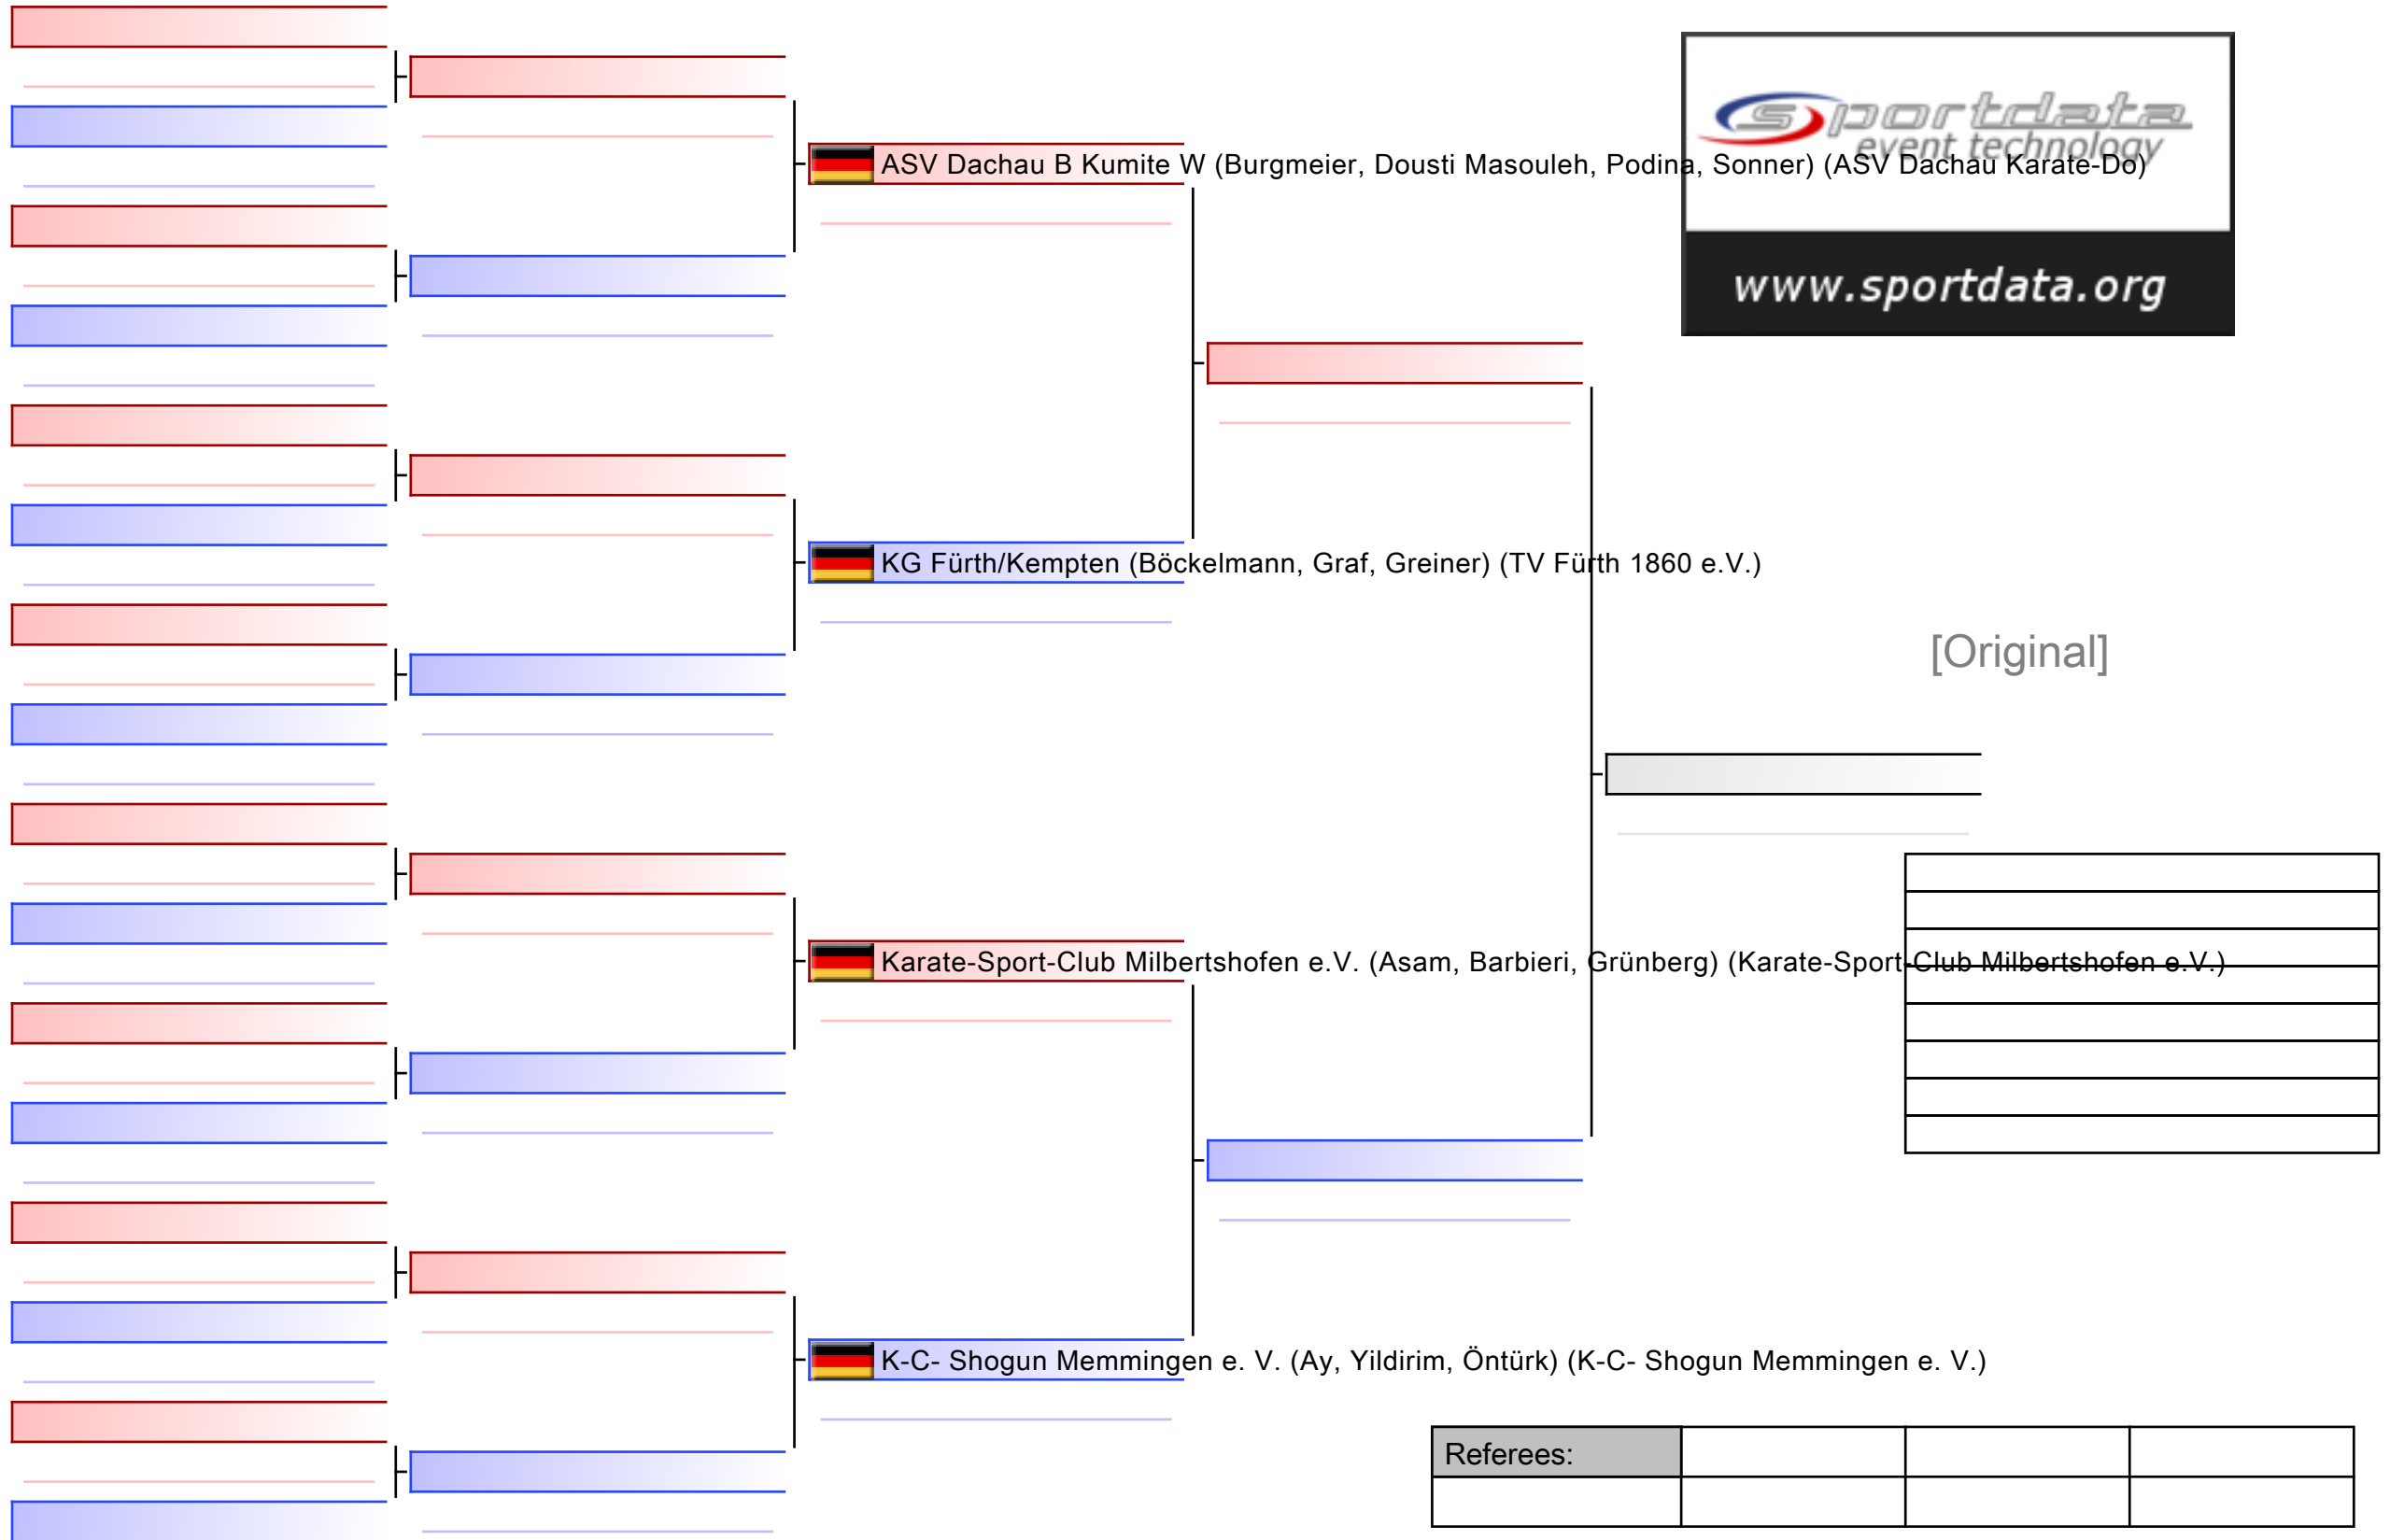 sportdata
event technology
www.sportdata.org
ASV Dachau B Kumite W (Burgmeier, Dousti Masouleh, Podina, Sonner) (ASV Dachau Karate-Do)
KG Fürth/Kempten (Böckelmann, Graf, Greiner) (TV Fürth 1860 e.V.)
[Original]
Karate-Sport-Club Milbertshofen e.V. (Asam, Barbieri, Grünberg) (Karate-Sport-Club Milbertshofen e.V.)
K-C- Shogun Memmingen e. V. (Ay, Yildirim, Öntürk) (K-C- Shogun Memmingen e. V.)
Referees: